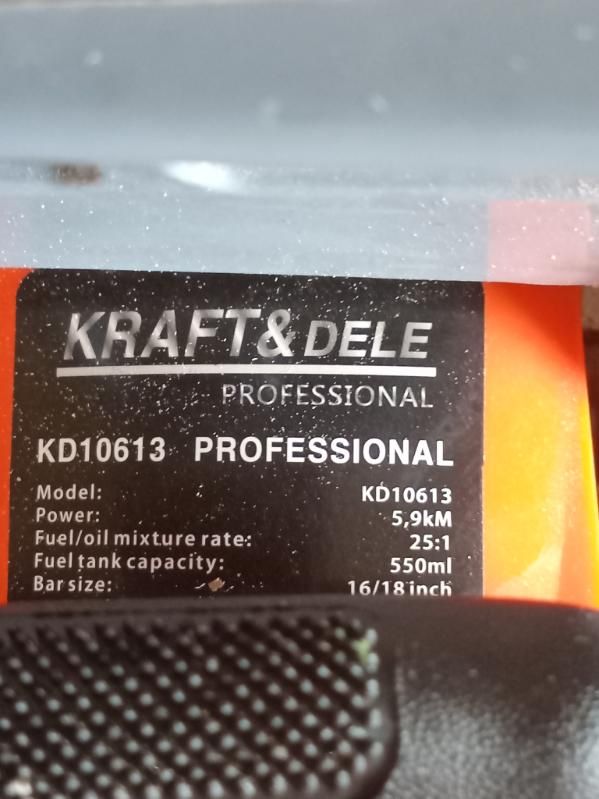 KRAFT&DELE
PROFESSIONAL
KD10613 PROFESSIONAL
Model: KD10613
Power: 5,9kM
Fuel/oil mixture rate: 25:1
Fuel tank capacity: 550ml
Bar size: 16/18 inch